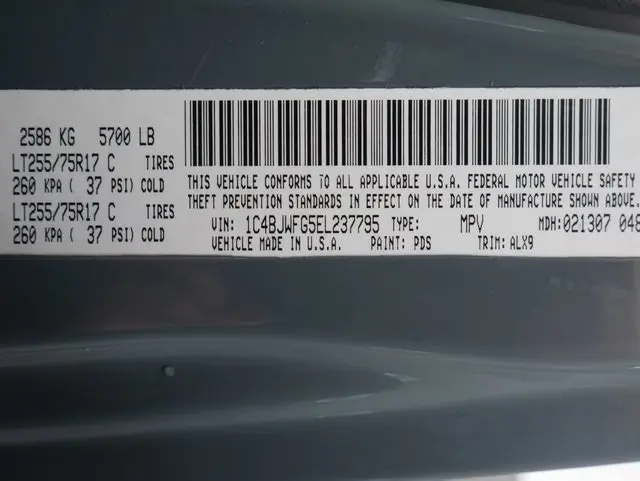 2586 KG 5700 LB
LT255/75R17 C TIRES
260 KPA ( 37 PSI) COLD
LT255/75R17 C TIRES
260 KPA ( 37 PSI) COLD
THIS VEHICLE CONFORMS TO ALL APPLICABLE U.S.A. FEDERAL MOTOR VEHICLE SAFETY
THEFT PREVENTION STANDARDS IN EFFECT ON THE DATE OF MANUFACTURE SHOWN ABOVE.
VIN: 1C4BJWFG5EL237795 TYPE: MPV MDH: 021307 048
VEHICLE MADE IN U.S.A. PAINT: PDS TRIM: ALX9